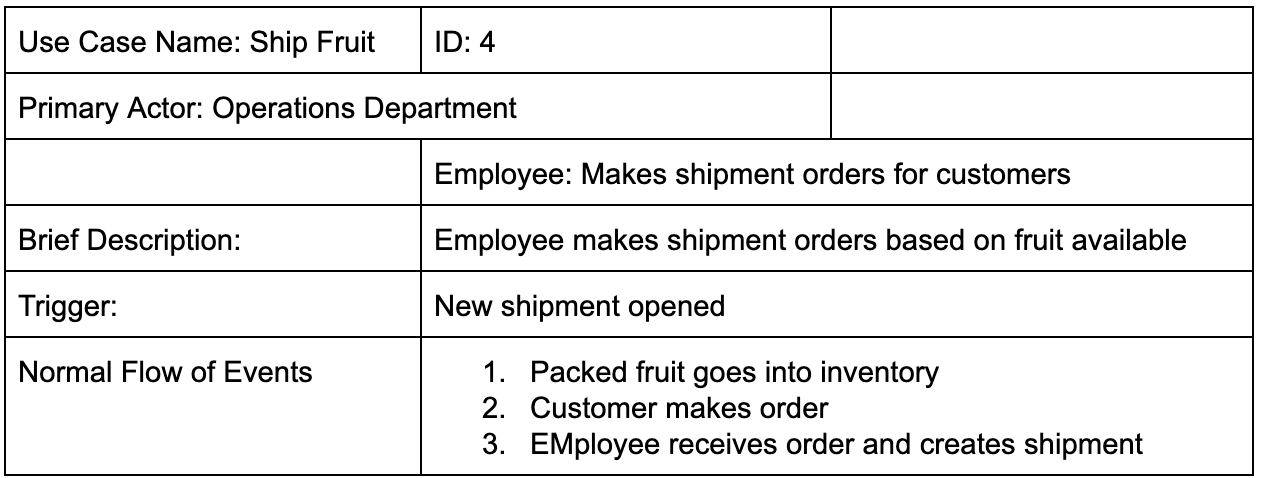 Use Case Name: Ship Fruit
ID: 4
Primary Actor: Operations Department
Employee: Makes shipment orders for customers
Brief Description:
Employee makes shipment orders based on fruit available
Trigger:
New shipment opened
Normal Flow of Events
1. Packed fruit goes into inventory
2. Customer makes order
3. EMployee receives order and creates shipment